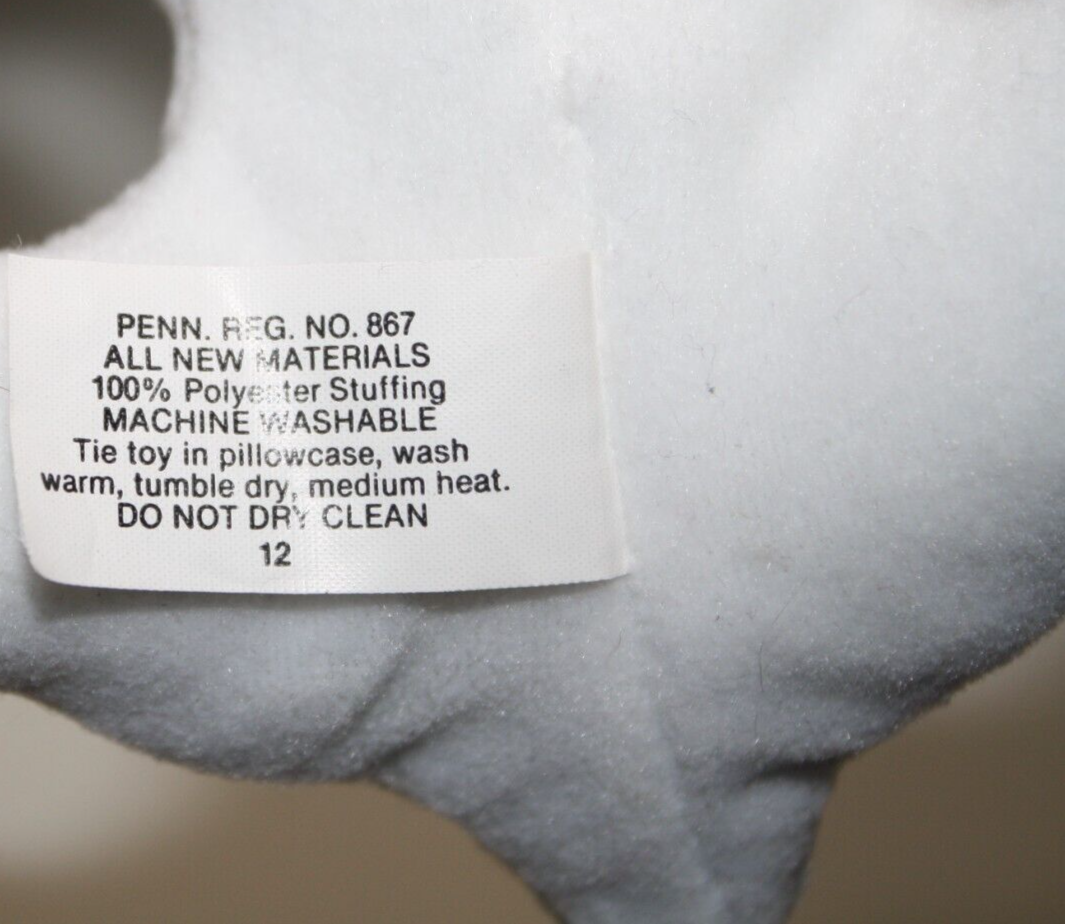 PENN. REG. NO. 867
ALL NEW MATERIALS
100% Polyester Stuffing
MACHINE WASHABLE
Tie toy in pillowcase, wash
warm, tumble dry, medium heat.
DO NOT DRY CLEAN
12